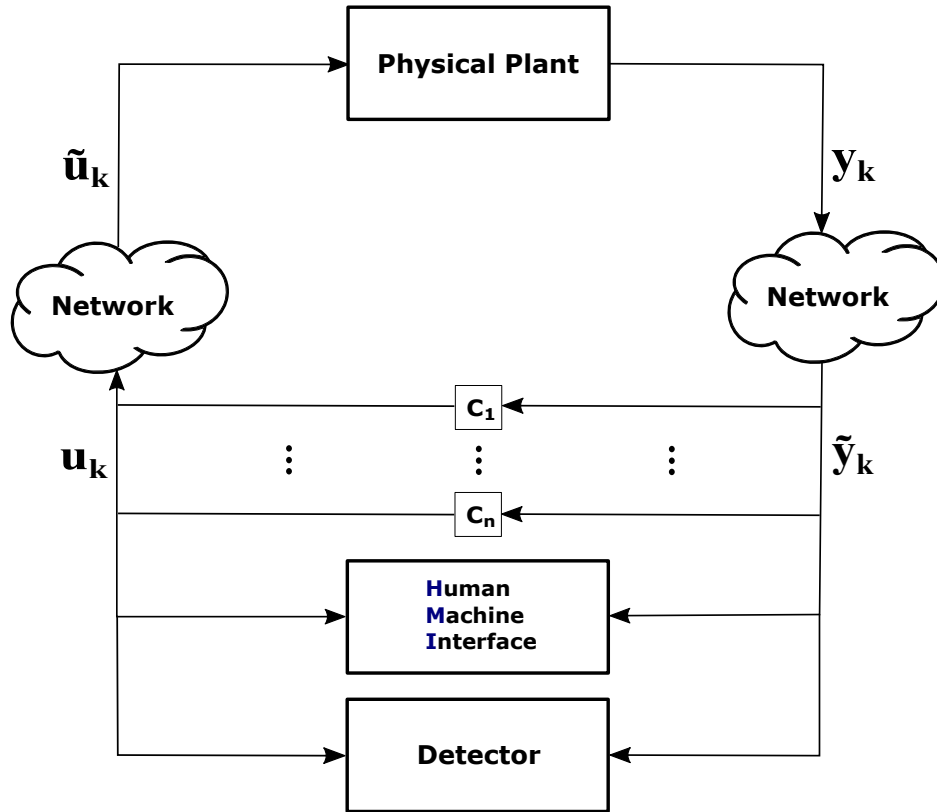 Physical Plant
ũₖ
yₖ
Network
Network
C₁
uₖ
ỹₖ
Cₙ
Human
Machine
Interface
Detector